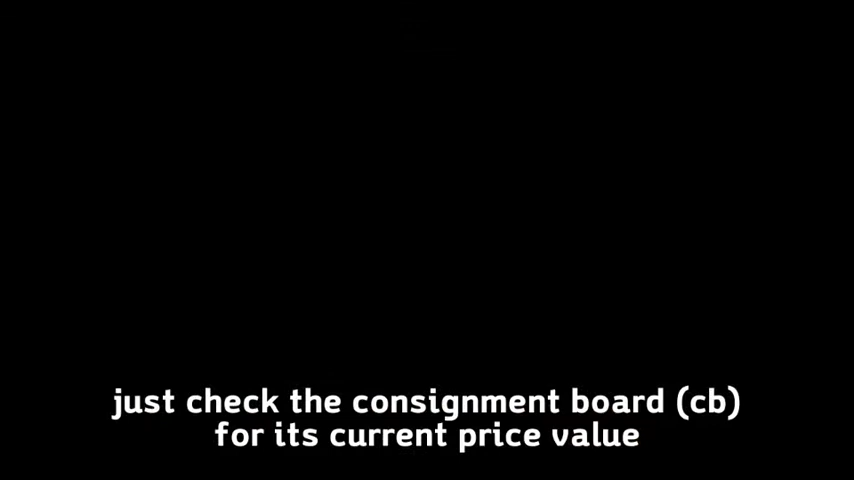 just check the consignment board (cb)
for its current price value